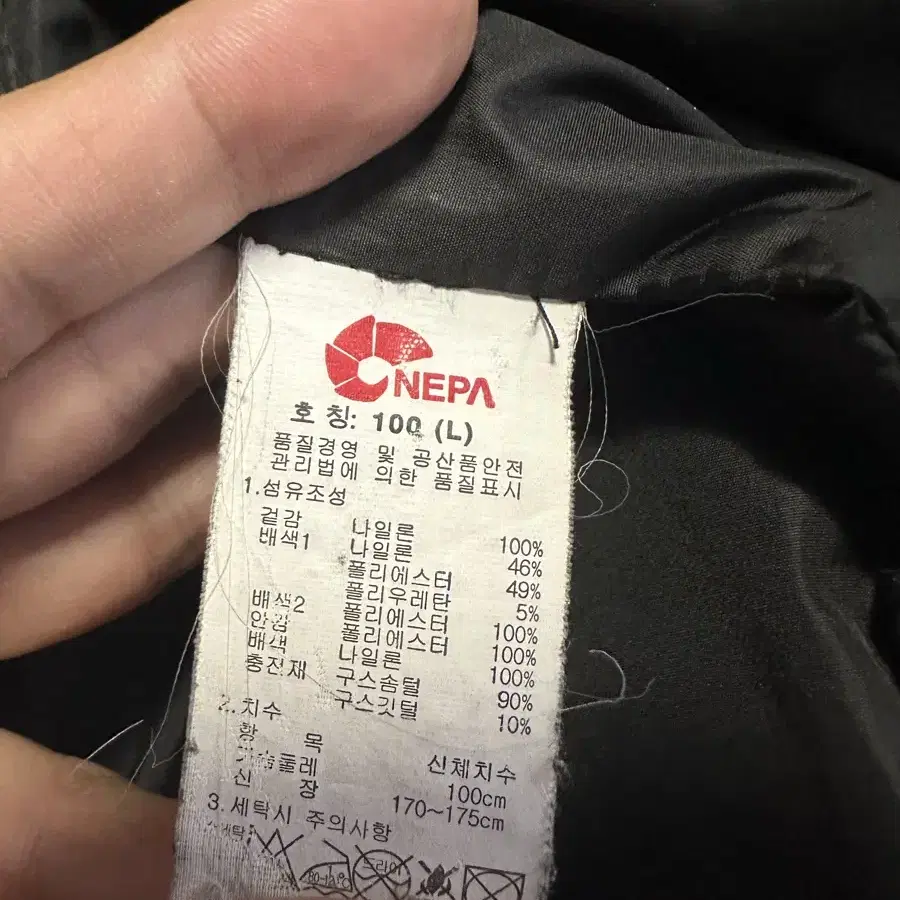 NEPA
호 칭: 100 (L)
품질경영 및 공산품안전
관리법에 의한 품질표시
1.섬유조성
겉감 나일론 100%
배색1 나일론 46%
폴리에스터 49%
폴리우레탄 5%
배색2 폴리에스터 100%
안감 폴리에스터 100%
배색 나일론 100%
충전재 구스솜털 90%
구스깃털 10%
2.치수
항 목 신체치수
가슴둘레 100cm
신 장 170~175cm
3.세탁시 주의사항
드라이